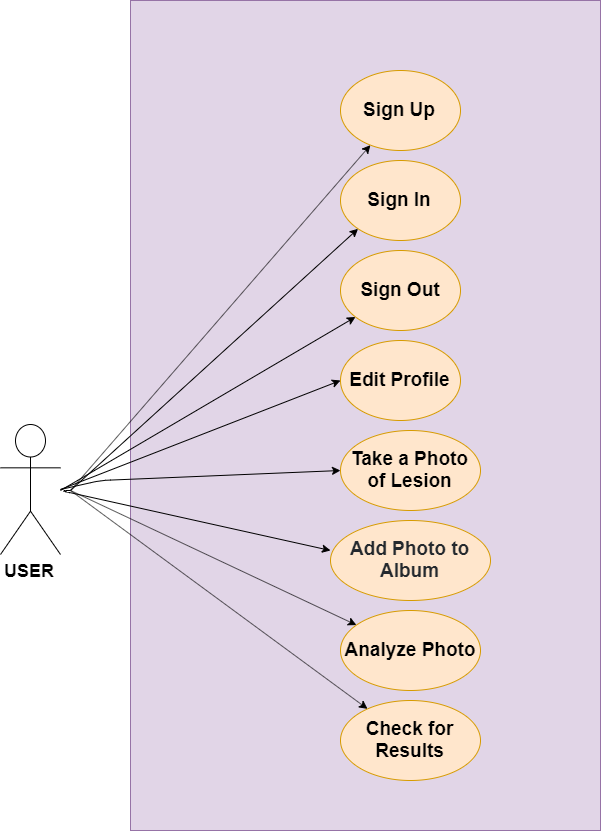 Sign Up
Sign In
Sign Out
Edit Profile
Take a Photo
of Lesion
Add Photo to
Album
USER
Analyze Photo
Check for
Results